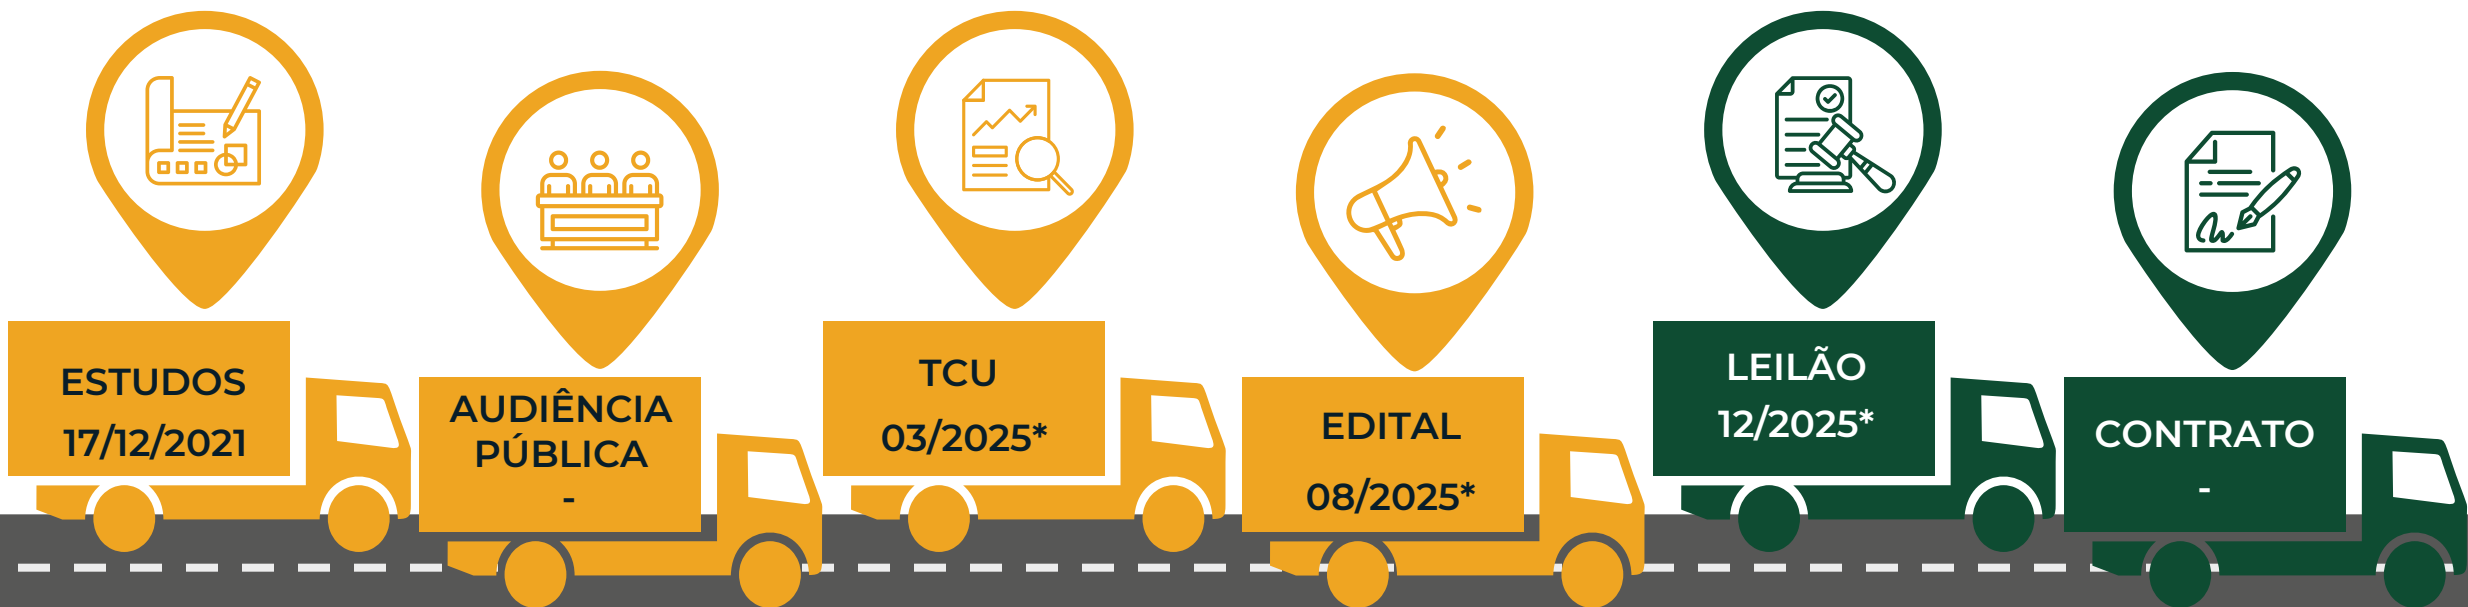 ESTUDOS
17/12/2021
AUDIÊNCIA
PÚBLICA
-
TCU
03/2025*
EDITAL
08/2025*
LEILÃO
12/2025*
CONTRATO
-